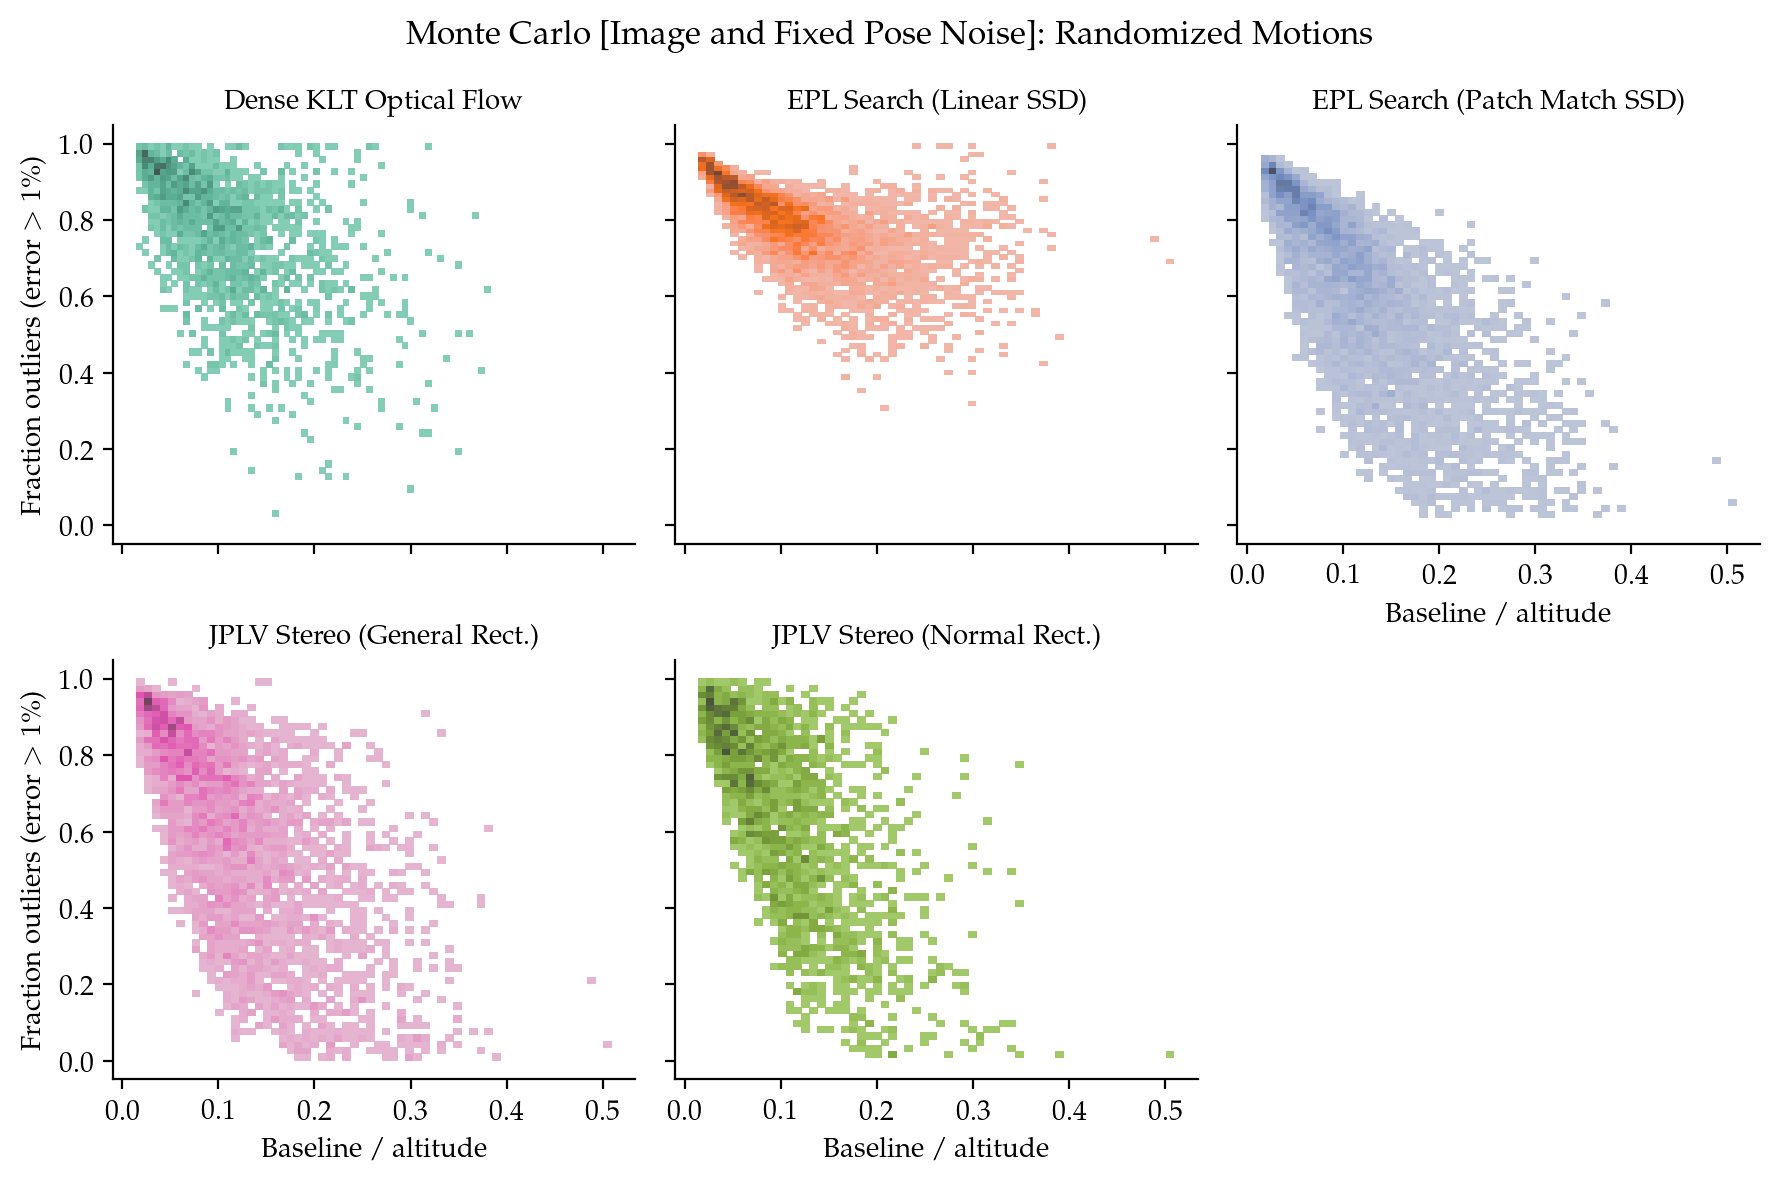 Monte Carlo [Image and Fixed Pose Noise]: Randomized Motions
Dense KLT Optical Flow
EPL Search (Linear SSD)
EPL Search (Patch Match SSD)
Fraction outliers (error > 1%)
1.0
0.8
0.6
0.4
0.2
0.0
0.0 0.1 0.2 0.3 0.4 0.5
Baseline / altitude
JPLV Stereo (General Rect.)
JPLV Stereo (Normal Rect.)
Fraction outliers (error > 1%)
1.0
0.8
0.6
0.4
0.2
0.0
0.0 0.1 0.2 0.3 0.4 0.5
Baseline / altitude
0.0 0.1 0.2 0.3 0.4 0.5
Baseline / altitude